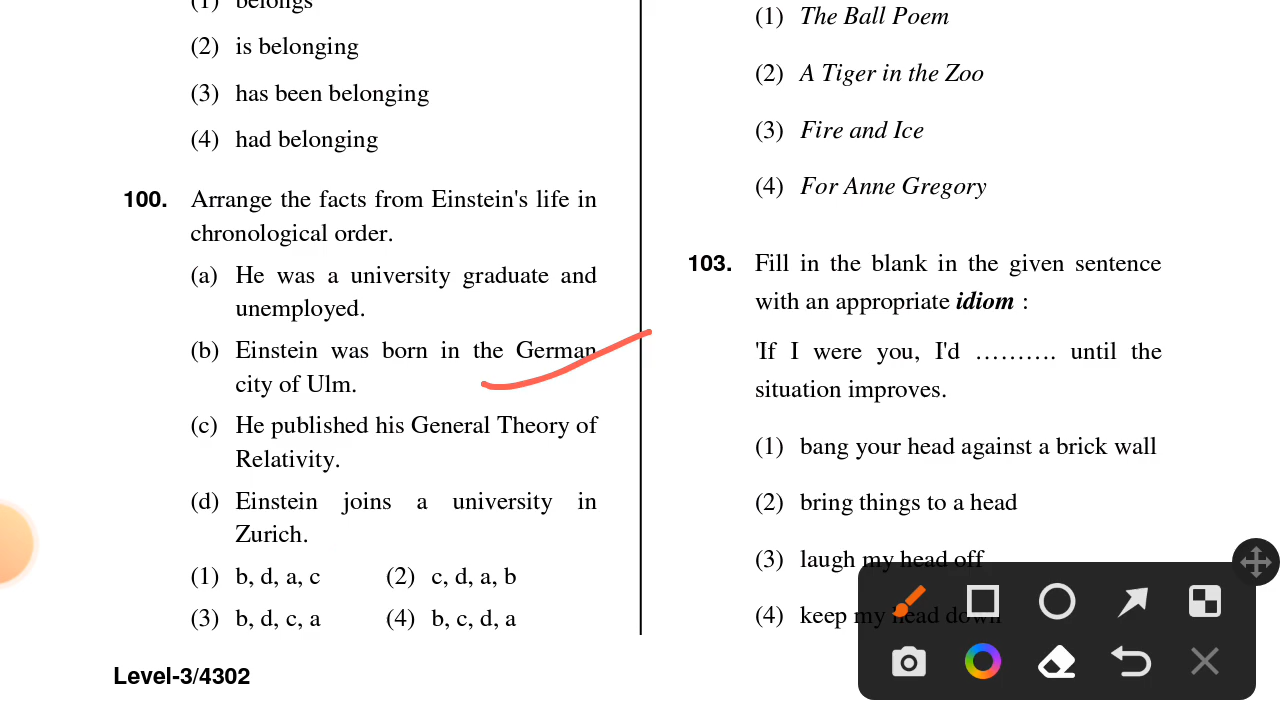 (1) belongs
(2) is belonging
(3) has been belonging
(4) had belonging
100. Arrange the facts from Einstein's life in
chronological order.
(a) He was a university graduate and
unemployed.
(b) Einstein was born in the German
city of Ulm.
(c) He published his General Theory of
Relativity.
(d) Einstein joins a university in
Zurich.
(1) b, d, a, c (2) c, d, a, b
(3) b, d, c, a (4) b, c, d, a
Level-3/4302
(1) The Ball Poem
(2) A Tiger in the Zoo
(3) Fire and Ice
(4) For Anne Gregory
103. Fill in the blank in the given sentence
with an appropriate idiom :
'If I were you, I'd .......... until the
situation improves.
(1) bang your head against a brick wall
(2) bring things to a head
(3) laugh my head off
(4) keep my head down